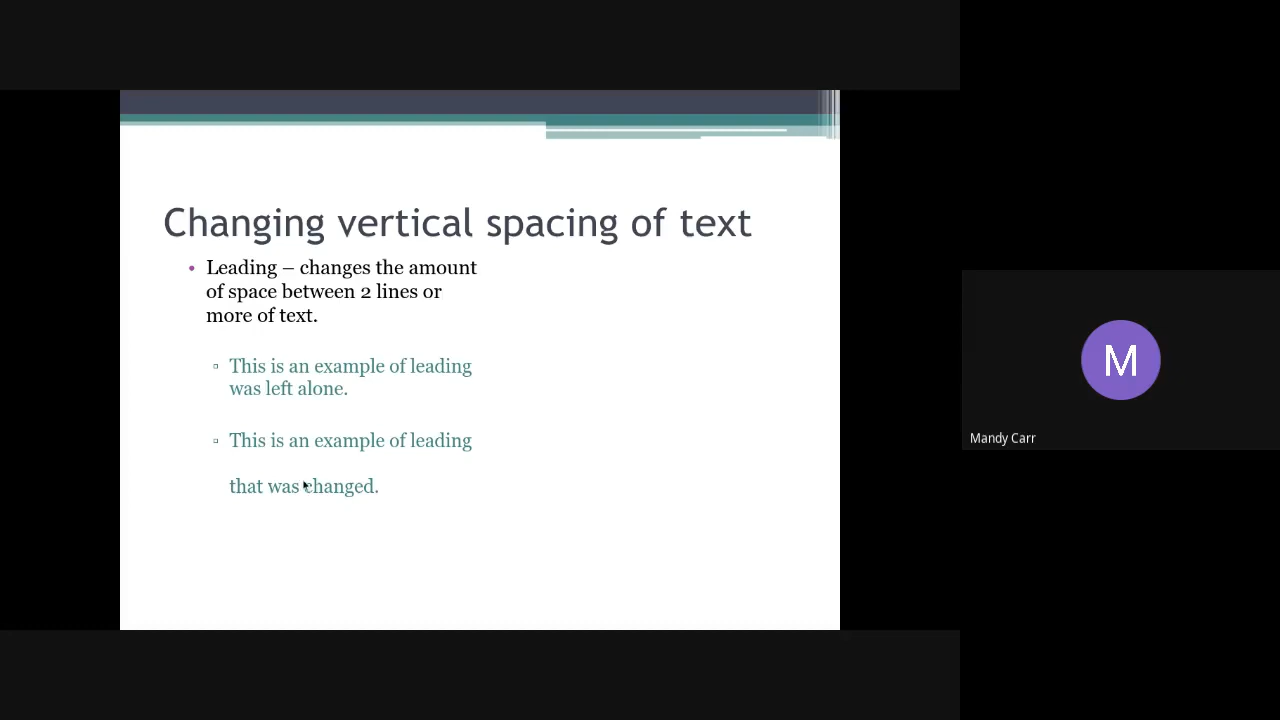 Changing vertical spacing of text
• Leading – changes the amount
of space between 2 lines or
more of text.
▫ This is an example of leading
was left alone.
▫ This is an example of leading
that was changed.
M
Mandy Carr